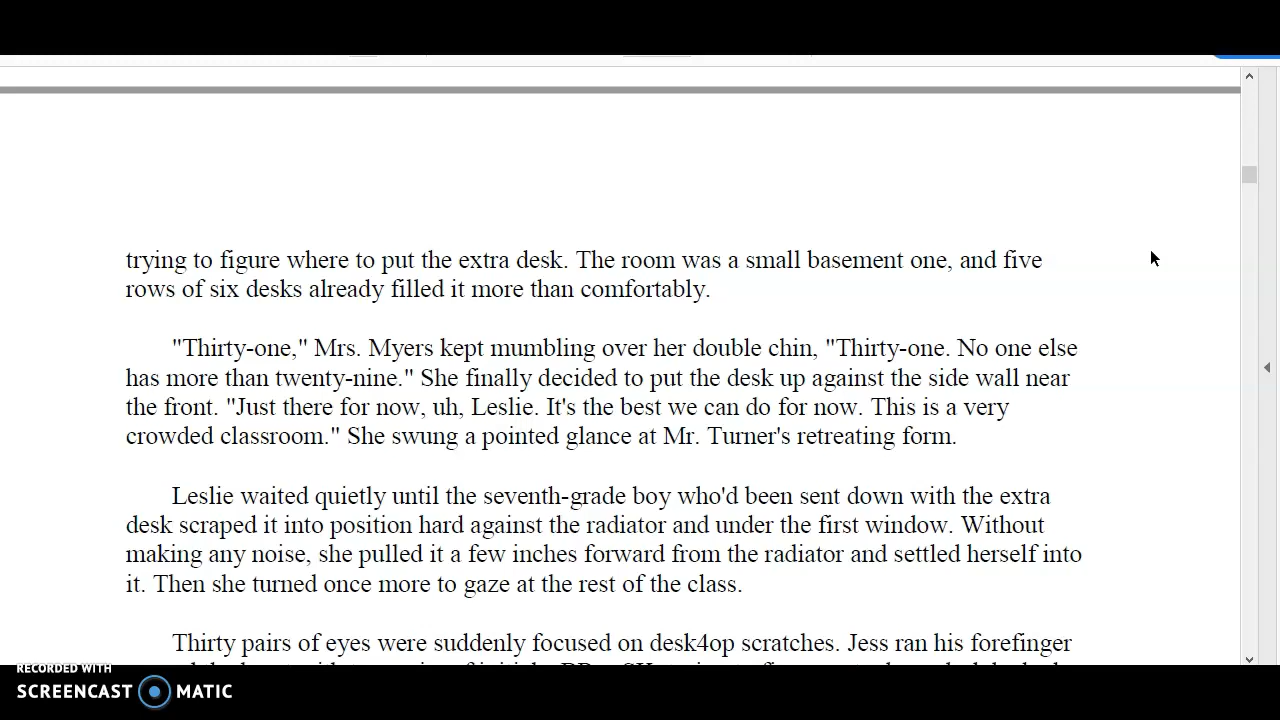 trying to figure where to put the extra desk. The room was a small basement one, and five
rows of six desks already filled it more than comfortably.
"Thirty-one," Mrs. Myers kept mumbling over her double chin, "Thirty-one. No one else
has more than twenty-nine." She finally decided to put the desk up against the side wall near
the front. "Just there for now, uh, Leslie. It's the best we can do for now. This is a very
crowded classroom." She swung a pointed glance at Mr. Turner's retreating form.
Leslie waited quietly until the seventh-grade boy who'd been sent down with the extra
desk scraped it into position hard against the radiator and under the first window. Without
making any noise, she pulled it a few inches forward from the radiator and settled herself into
it. Then she turned once more to gaze at the rest of the class.
Thirty pairs of eyes were suddenly focused on desk4op scratches. Jess ran his forefinger
RECORDED WITH
SCREENCAST MATIC